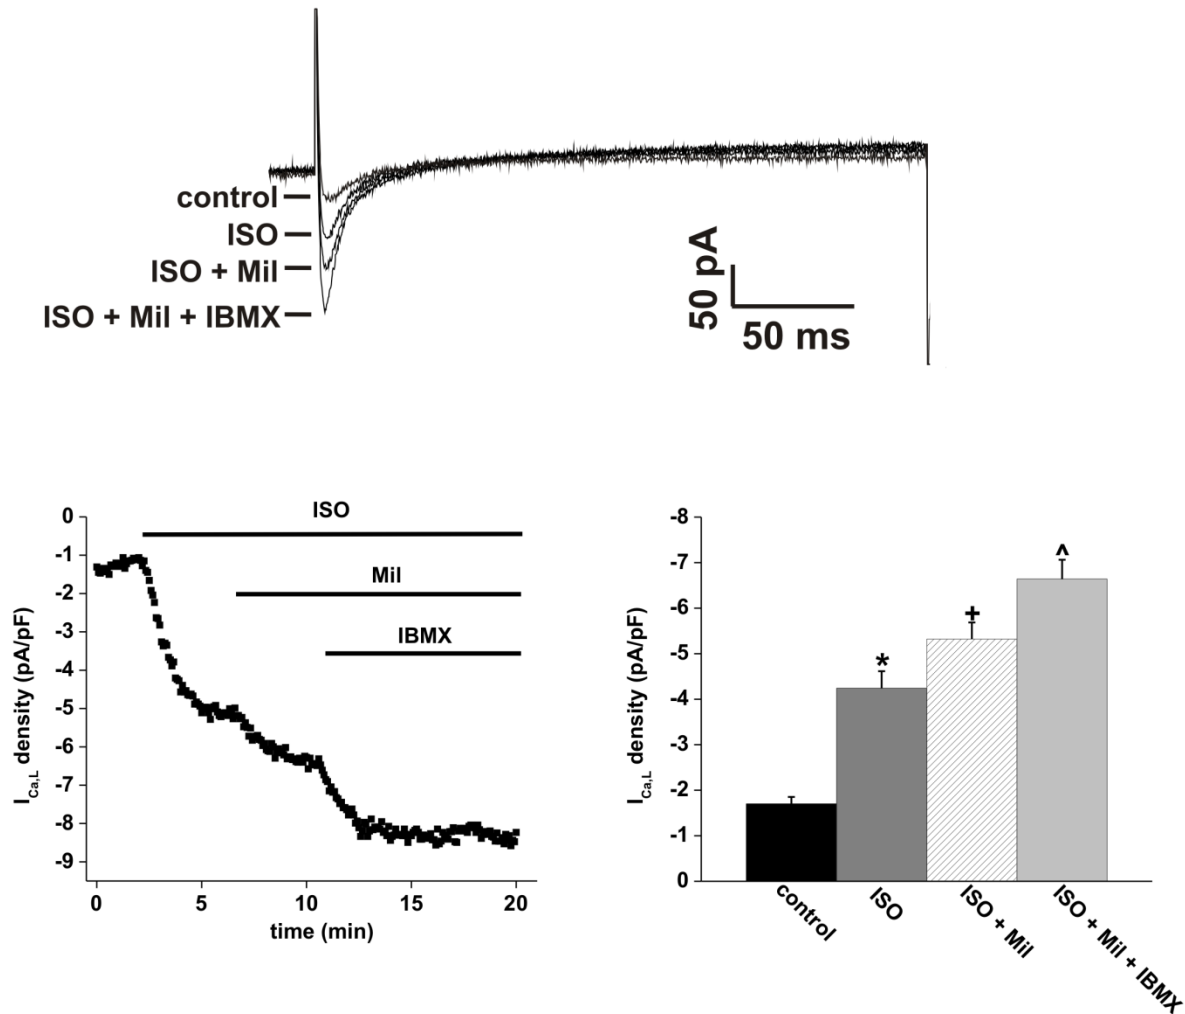 control
ISO
ISO + Mil
ISO + Mil + IBMX
50 pA
50 ms
ISO
Mil
IBMX
0
-1
-2
-3
-4
-5
-6
-7
-8
-9
I Ca,L density (pA/pF)
0 5 10 15 20
time (min)
-8
-7
-6
-5
-4
-3
-2
-1
0
I Ca,L density (pA/pF)
*
+
^
control
ISO
ISO + Mil
ISO + Mil + IBMX